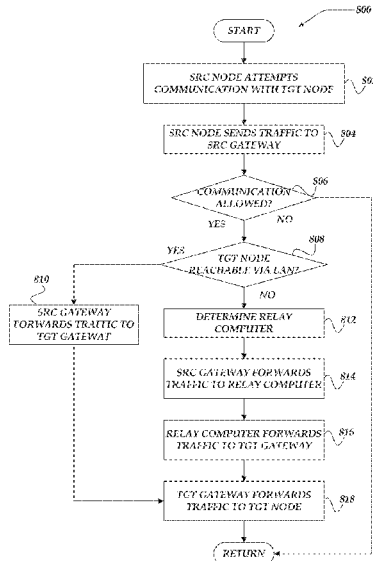 800
START
SRC NODE ATTEMPTS
COMMUNICATION WITH TGT NODE
SRC NODE SENDS TRAFFIC TO
SRC GATEWAY
804
806
COMMUNICATION
ALLOWED?
YES
NO
808
YES
TGT NODE
REACHABLE VIA LAN?
NO
810
SRC GATEWAY
FORWARDS TRAFFIC TO
TGT GATEWAT
DETERMINE RELAY
COMPUTER
812
SRC GATEWAY FORWARDS
TRAFFIC TO RELAY COMPUTER
814
RELAY COMPUTER FORWARDS
TRAFFIC TO TGT GATEWAY
816
TGT GATEWAY FORWARDS
TRAFFIC TO TGT NODE
818
RETURN